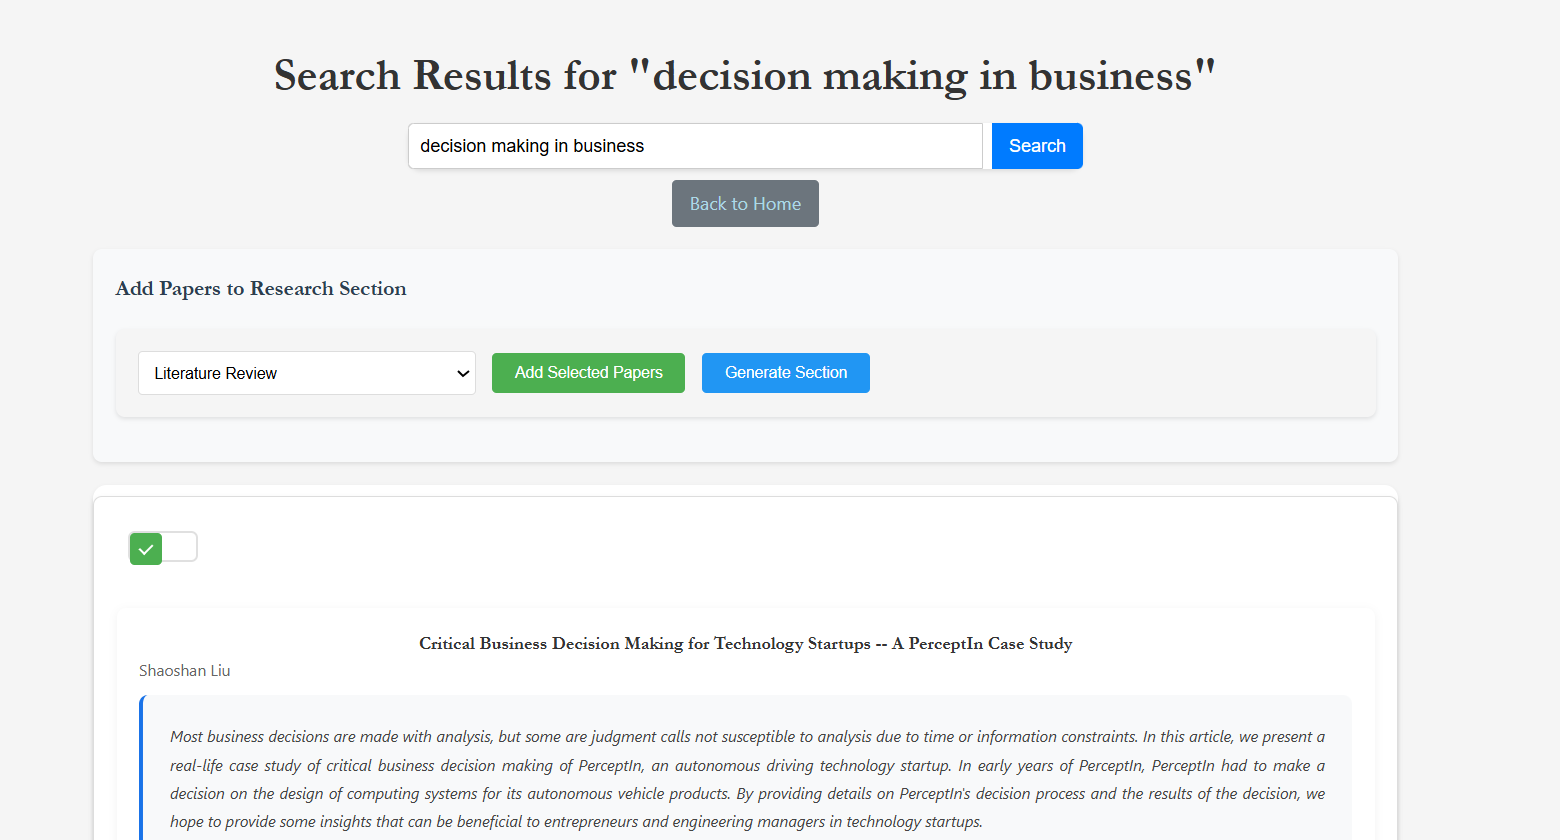 Search Results for "decision making in business"
decision making in business
Search
Back to Home
Add Papers to Research Section
Literature Review
Add Selected Papers
Generate Section
Critical Business Decision Making for Technology Startups -- A PerceptIn Case Study
Shaoshan Liu
Most business decisions are made with analysis, but some are judgment calls not susceptible to analysis due to time or information constraints. In this article, we present a
real-life case study of critical business decision making of PerceptIn, an autonomous driving technology startup. In early years of PerceptIn, PerceptIn had to make a
decision on the design of computing systems for its autonomous vehicle products. By providing details on PerceptIn's decision process and the results of the decision, we
hope to provide some insights that can be beneficial to entrepreneurs and engineering managers in technology startups.